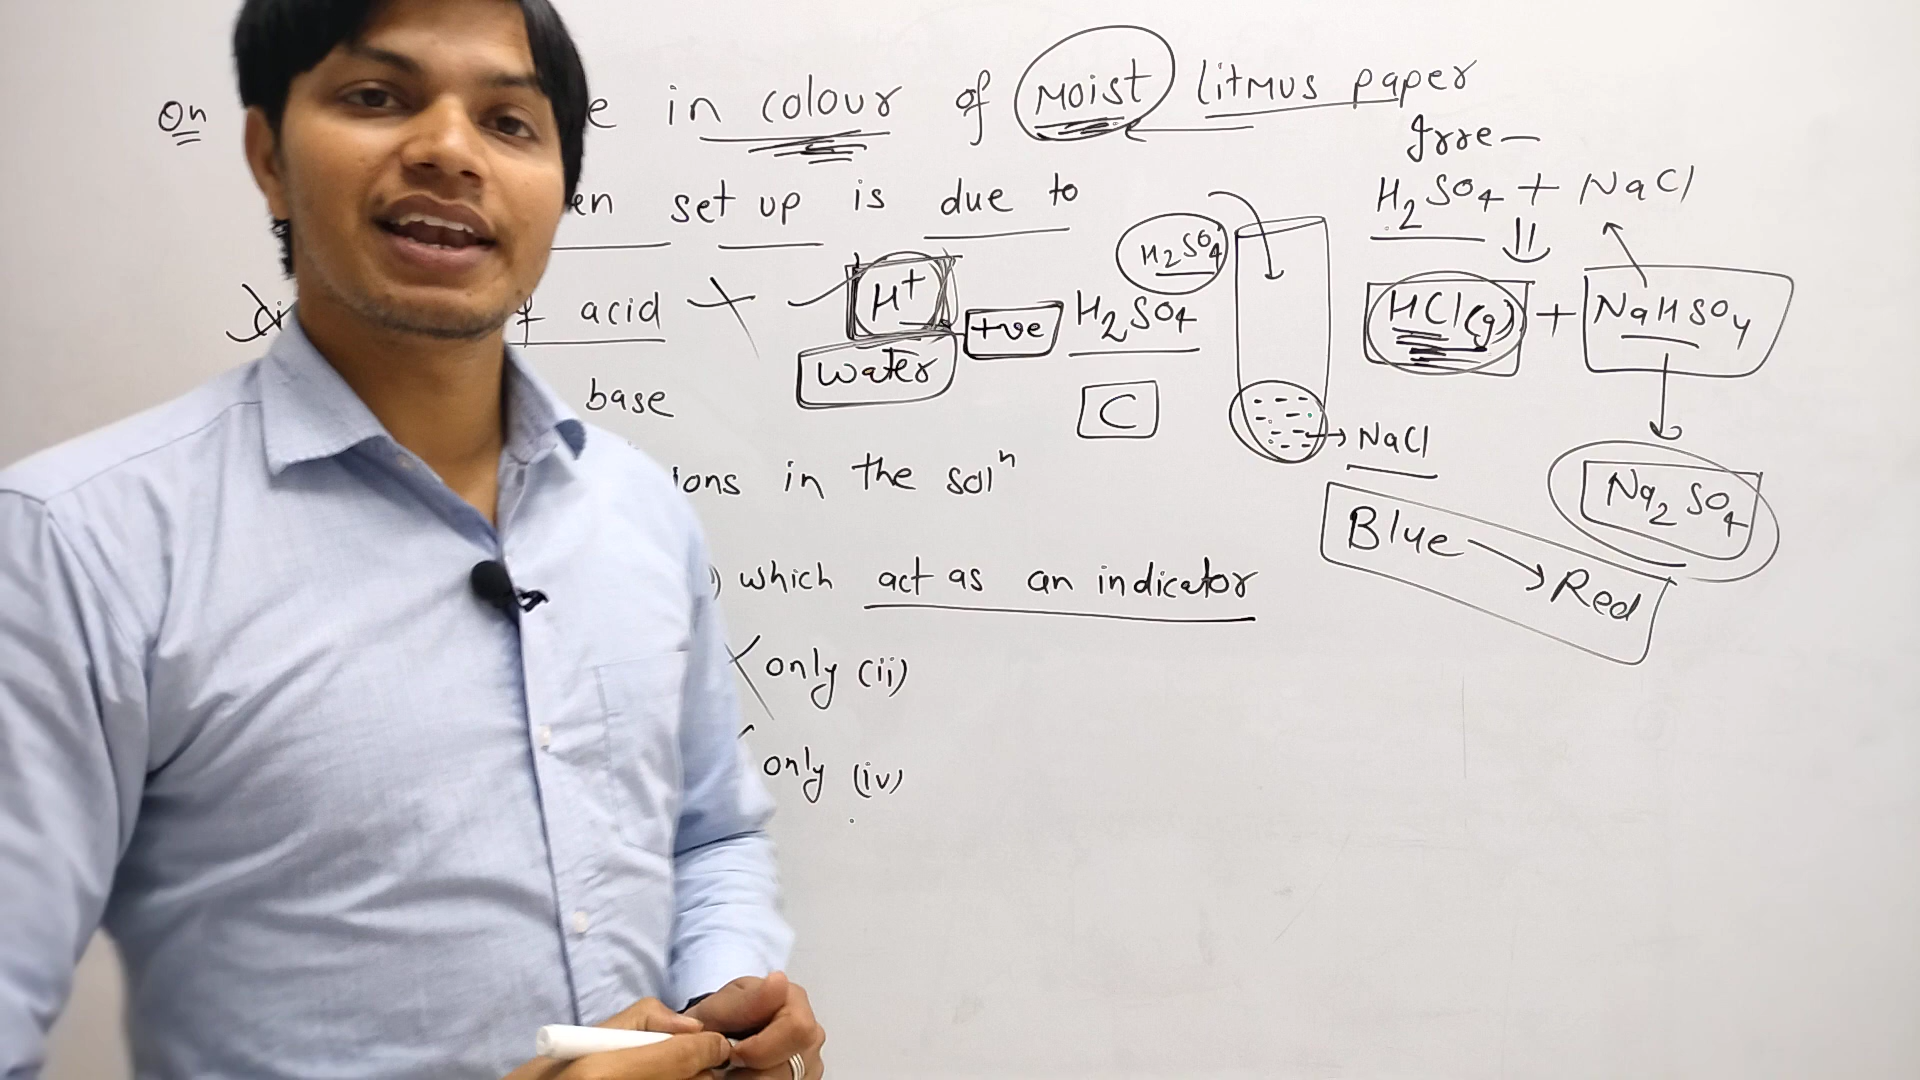 On e in colour of moist litmus paper
Irre —
H2SO4 + NaCl
en set up is due to
H2SO4
HCl(g) + NaHSO4
di f acid
H+
+ve
H2SO4
water
base
C
NaCl
Na2SO4
ions in the solⁿ
Blue → Red
) which act as an indicator
only (ii)
only (iv)